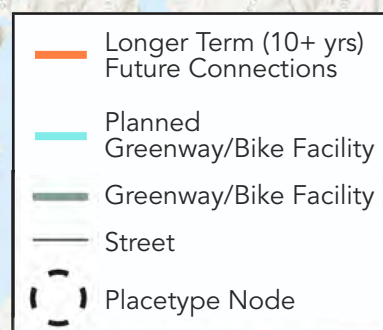 Longer Term (10+ yrs)
Future Connections
Planned
Greenway/Bike Facility
Greenway/Bike Facility
Street
Placetype Node